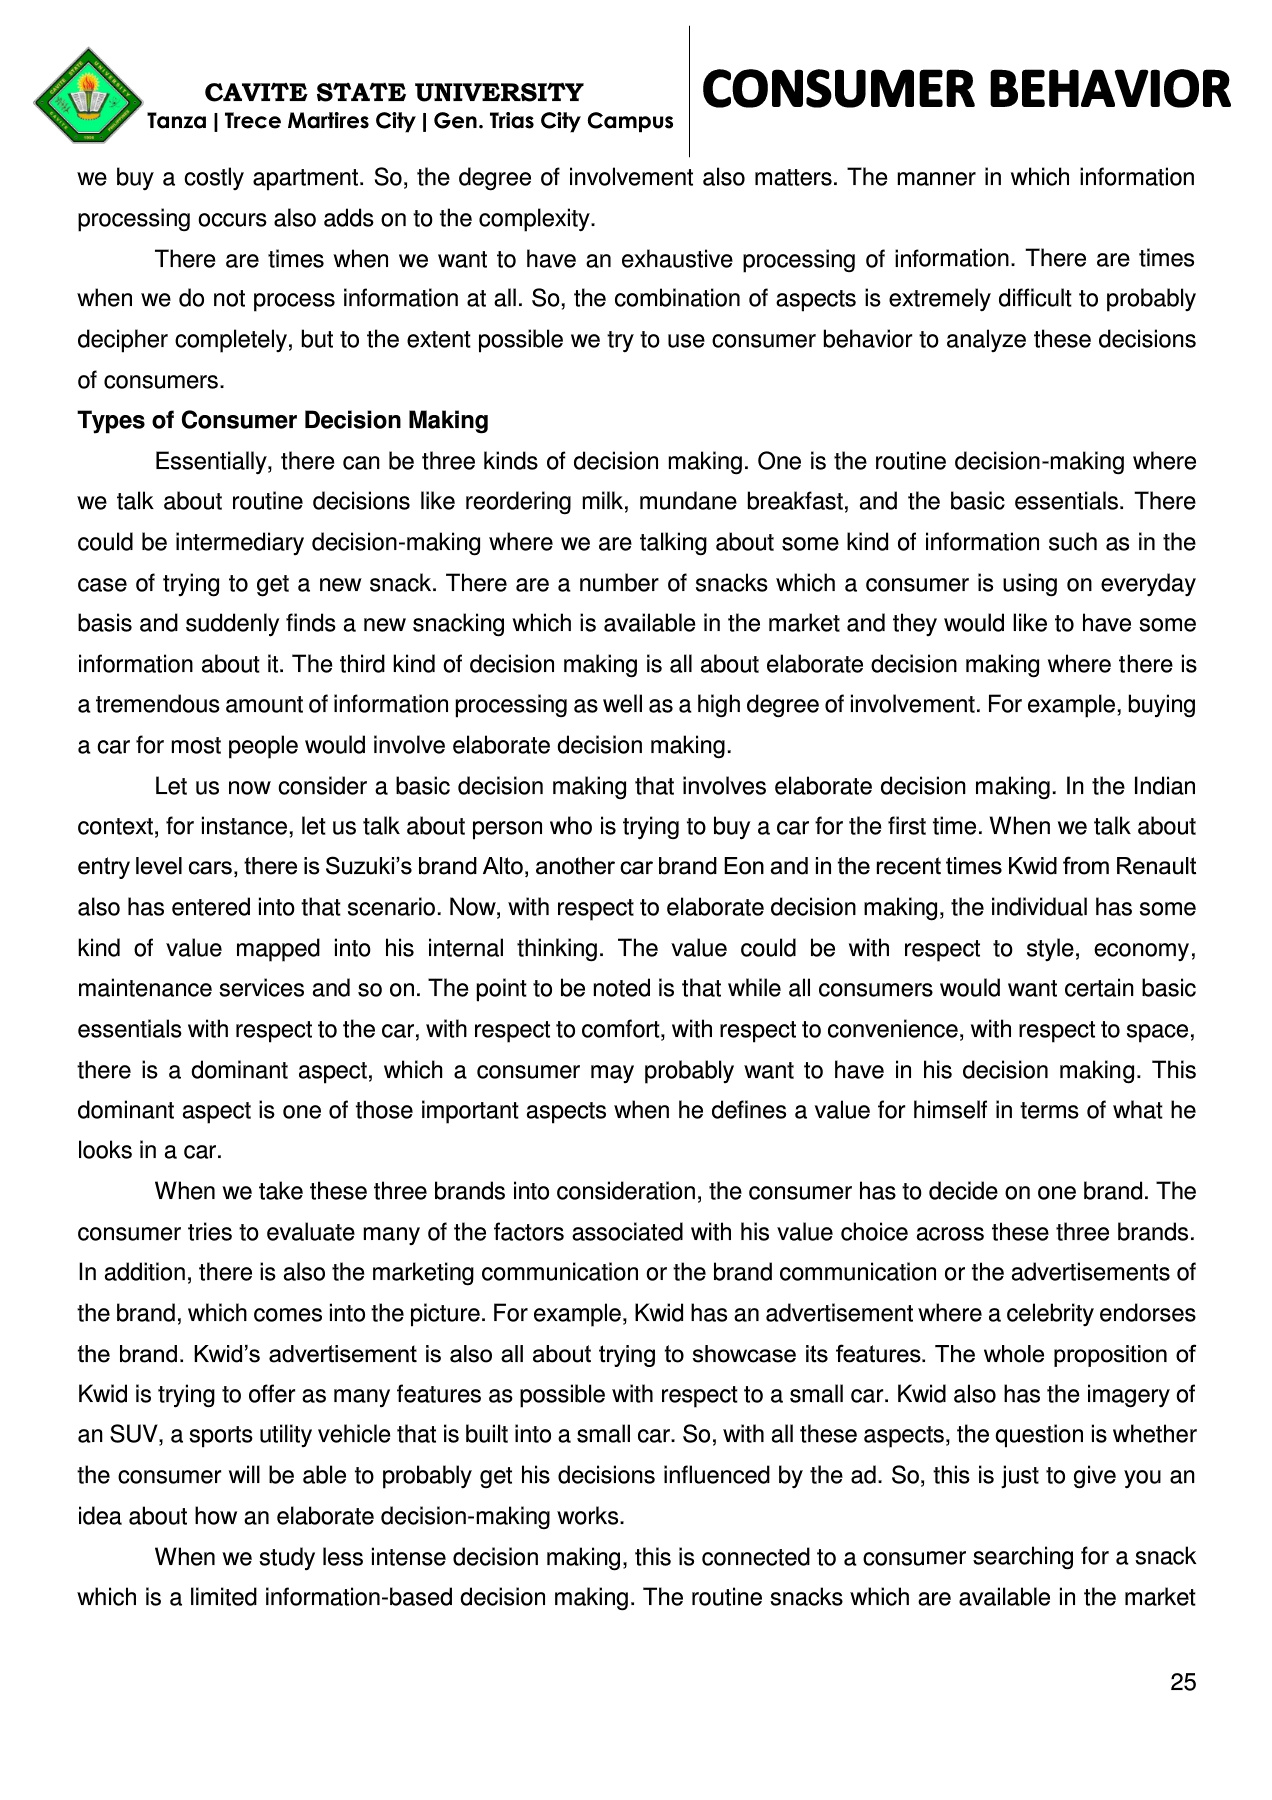 CAVITE STATE UNIVERSITY
Tanza | Trece Martires City | Gen. Trias City Campus
CONSUMER BEHAVIOR
we buy a costly apartment. So, the degree of involvement also matters. The manner in which information
processing occurs also adds on to the complexity.
There are times when we want to have an exhaustive processing of information. There are times
when we do not process information at all. So, the combination of aspects is extremely difficult to probably
decipher completely, but to the extent possible we try to use consumer behavior to analyze these decisions
of consumers.
Types of Consumer Decision Making
Essentially, there can be three kinds of decision making. One is the routine decision-making where
we talk about routine decisions like reordering milk, mundane breakfast, and the basic essentials. There
could be intermediary decision-making where we are talking about some kind of information such as in the
case of trying to get a new snack. There are a number of snacks which a consumer is using on everyday
basis and suddenly finds a new snacking which is available in the market and they would like to have some
information about it. The third kind of decision making is all about elaborate decision making where there is
a tremendous amount of information processing as well as a high degree of involvement. For example, buying
a car for most people would involve elaborate decision making.
Let us now consider a basic decision making that involves elaborate decision making. In the Indian
context, for instance, let us talk about person who is trying to buy a car for the first time. When we talk about
entry level cars, there is Suzuki’s brand Alto, another car brand Eon and in the recent times Kwid from Renault
also has entered into that scenario. Now, with respect to elaborate decision making, the individual has some
kind of value mapped into his internal thinking. The value could be with respect to style, economy,
maintenance services and so on. The point to be noted is that while all consumers would want certain basic
essentials with respect to the car, with respect to comfort, with respect to convenience, with respect to space,
there is a dominant aspect, which a consumer may probably want to have in his decision making. This
dominant aspect is one of those important aspects when he defines a value for himself in terms of what he
looks in a car.
When we take these three brands into consideration, the consumer has to decide on one brand. The
consumer tries to evaluate many of the factors associated with his value choice across these three brands.
In addition, there is also the marketing communication or the brand communication or the advertisements of
the brand, which comes into the picture. For example, Kwid has an advertisement where a celebrity endorses
the brand. Kwid’s advertisement is also all about trying to showcase its features. The whole proposition of
Kwid is trying to offer as many features as possible with respect to a small car. Kwid also has the imagery of
an SUV, a sports utility vehicle that is built into a small car. So, with all these aspects, the question is whether
the consumer will be able to probably get his decisions influenced by the ad. So, this is just to give you an
idea about how an elaborate decision-making works.
When we study less intense decision making, this is connected to a consumer searching for a snack
which is a limited information-based decision making. The routine snacks which are available in the market
25